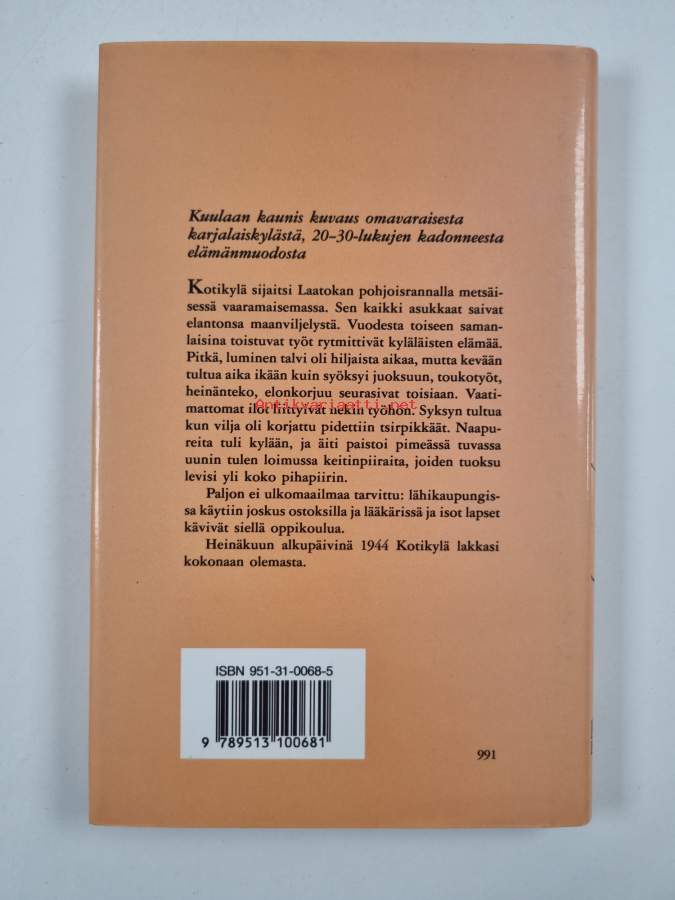 Kuulaan kaunis kuvaus omavaraisesta
karjalaiskylästä, 20–30-lukujen kadonneesta
elämänmuodosta
Kotikylä sijaitsi Laatokan pohjoisrannalla metsäi-
sessä vaaramaisemassa. Sen kaikki asukkaat saivat
elantonsa maanviljelystä. Vuodesta toiseen saman-
laisina toistuvat työt rytmittivät kyläläisten elämää.
Pitkä, luminen talvi oli hiljaista aikaa, mutta kevään
tultua aika ikään kuin syöksyi juoksuun, toukotyöt,
heinänteko, elonkorjuu seurasivat toisiaan. Vaati-
Antikvariaatti.net
mattomat ilot liittyivät nekin työhön. Syksyn tultua
kun vilja oli korjattu pidettiin tsirpikkäät. Naapu-
reita tuli kylään, ja äiti paistoi pimeässä tuvassa
uunin tulen loimussa keitinpiiraita, joiden tuoksu
levisi yli koko pihapiirin.
Paljon ei ulkomaailmaa tarvittu: lähikaupungis-
sa käytiin joskus ostoksilla ja lääkärissä ja isot lapset
kävivät siellä oppikoulua.
Heinäkuun alkupäivinä 1944 Kotikylä lakkasi
kokonaan olemasta.
ISBN 951-31-0068-5
9 789513 100681
991